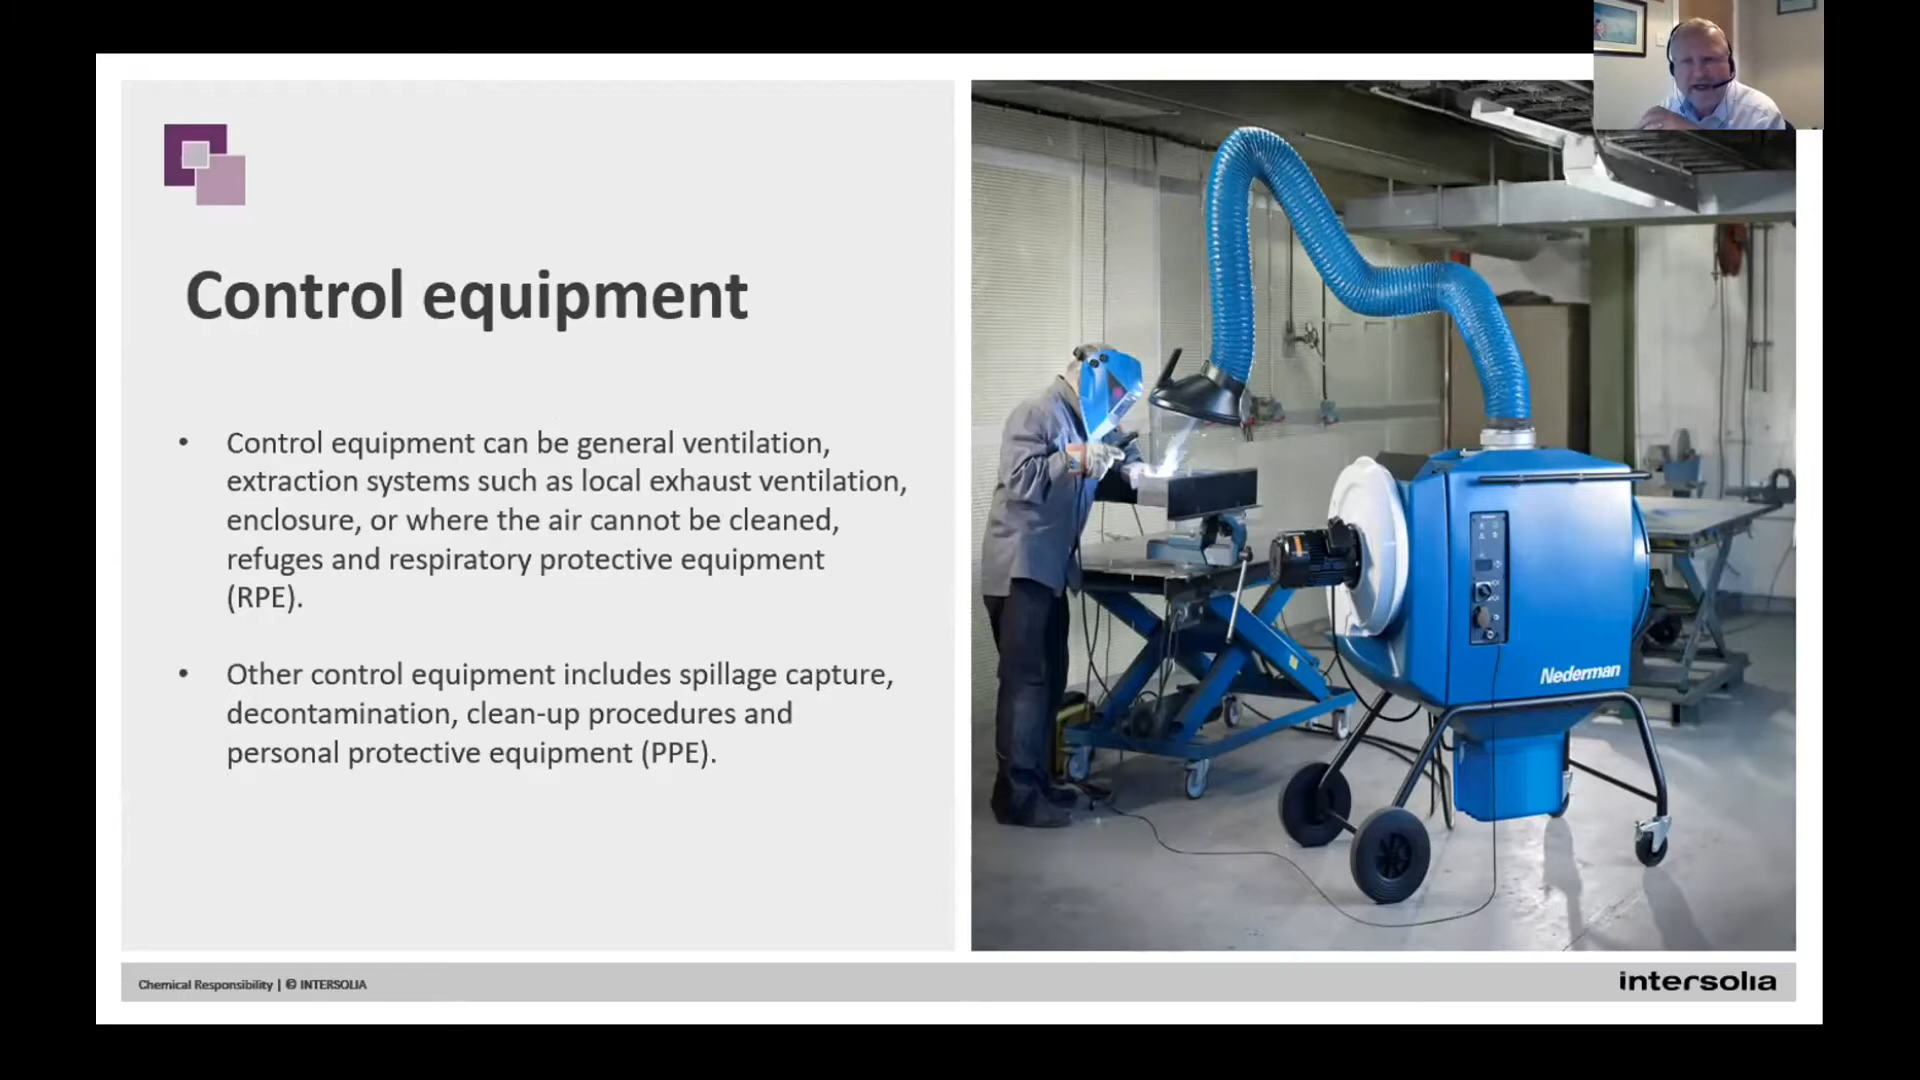 Control equipment
• Control equipment can be general ventilation,
extraction systems such as local exhaust ventilation,
enclosure, or where the air cannot be cleaned,
refuges and respiratory protective equipment
(RPE).
• Other control equipment includes spillage capture,
decontamination, clean-up procedures and
personal protective equipment (PPE).
Nederman
Chemical Responsibility | © INTERSOLIA
intersolia